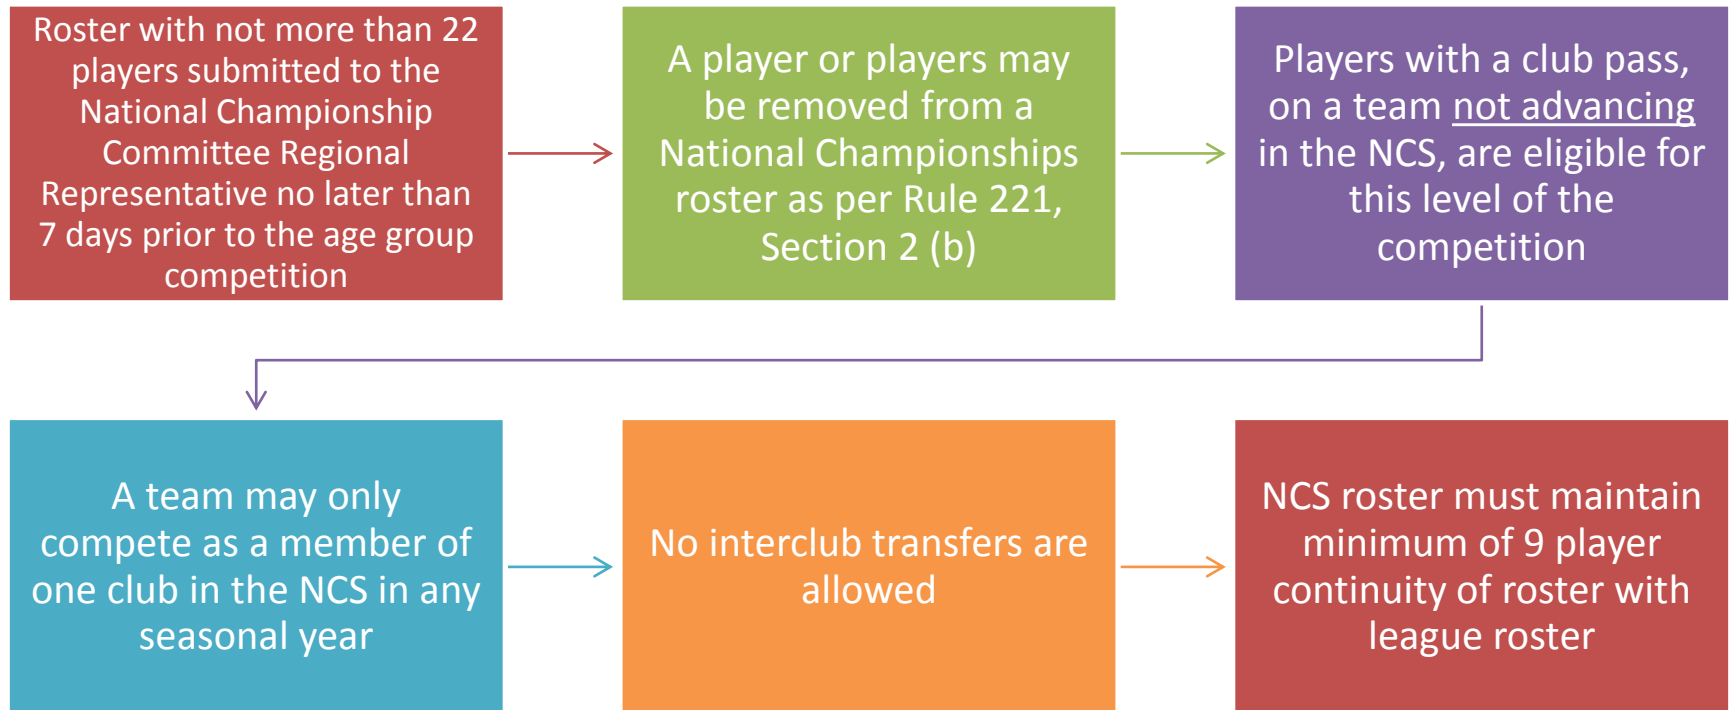 Roster with not more than 22
players submitted to the
National Championship
Committee Regional
Representative no later than
7 days prior to the age group
competition
A player or players may
be removed from a
National Championships
roster as per Rule 221,
Section 2 (b)
Players with a club pass,
on a team not advancing
in the NCS, are eligible for
this level of the
competition
A team may only
compete as a member of
one club in the NCS in any
seasonal year
No interclub transfers are
allowed
NCS roster must maintain
minimum of 9 player
continuity of roster with
league roster